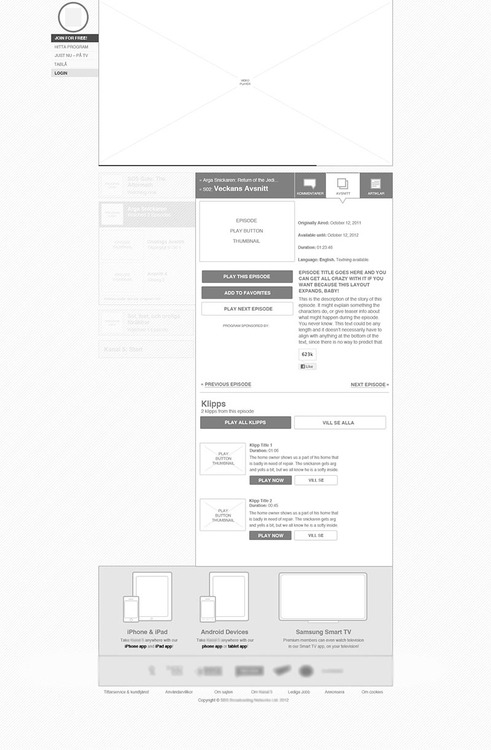 JOIN FOR FREE!
HITTA PROGRAM
JUST NU – PÅ TV
TABLÅ
LOGIN
VIDEO
PLAYER
« Arga Snickaren: Return of the Jedi...
» S02: Veckans Avsnitt
KOMMENTARER
AVSNITT
ARTIKLAR
EPISODE
PLAY BUTTON
THUMBNAIL
Originally Aired: October 12, 2011
Available until: October 12, 2012
Duration: 01:23:45
Language: English. Texting available
PLAY THIS EPISODE
ADD TO FAVORITES
PLAY NEXT EPISODE
PROGRAM SPONSORED BY:
EPISODE TITLE GOES HERE AND YOU
CAN GET ALL CRAZY WITH IT IF YOU
WANT BECAUSE THIS LAYOUT
EXPANDS, BABY!
This is the description of the story of this
episode. It might explain something the
characters do, or give teaser info about
what might happen during the episode.
You never know. This text could be any
length and it doesn't necessarily have to
align with anything at the bottom of the
text, since there is no way to predict that.
623k
Like
« PREVIOUS EPISODE
NEXT EPISODE »
Klipps
2 klipps from this episode
PLAY ALL KLIPPS
VILL SE ALLA
PLAY
BUTTON
THUMBNAIL
Klipp Title 1
Duration: 01:00
The home owner shows us a part of his home that
is badly in need of repair. The snickaren gets arg
and yells a bit, but we all know he is a softy inside.
PLAY NOW
VILL SE
PLAY
BUTTON
THUMBNAIL
Klipp Title 2
Duration: 00:45
The home owner shows us a part of his home that
is badly in need of repair. The snickaren gets arg
and yells a bit, but we all know he is a softy inside.
PLAY NOW
VILL SE
iPhone & iPad
Take Kanal 5 anywhere with our
iPhone app and iPad app!
Android Devices
Take Kanal 5 anywhere with our
phone app or tablet app!
Samsung Smart TV
Premium members can even watch television
in our Smart TV app, on your television!
Tittarservice & kundtjänst
Användarvillkor
Om sajten
Om Kanal 5
Lediga Jobb
Annonsera
Om cookies
Copyright © SBS Broadcasting Networks Ltd. 2012